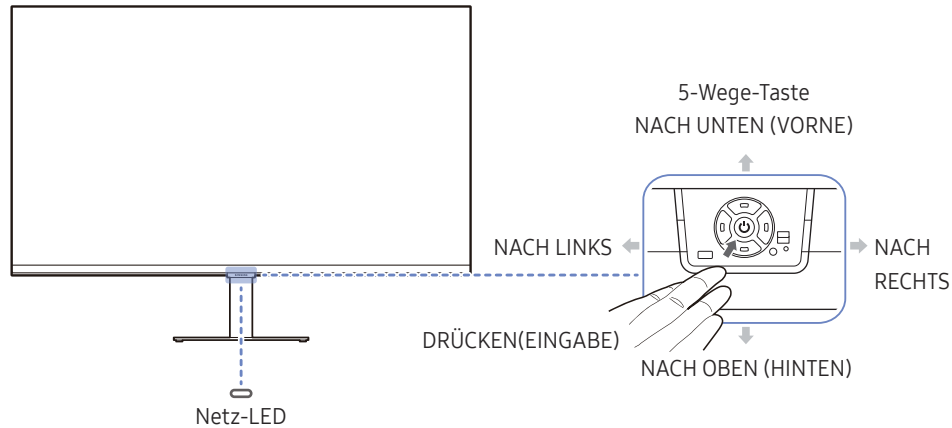 5-Wege-Taste
NACH UNTEN (VORNE)
NACH LINKS
NACH
RECHTS
DRÜCKEN(EINGABE)
NACH OBEN (HINTEN)
Netz-LED